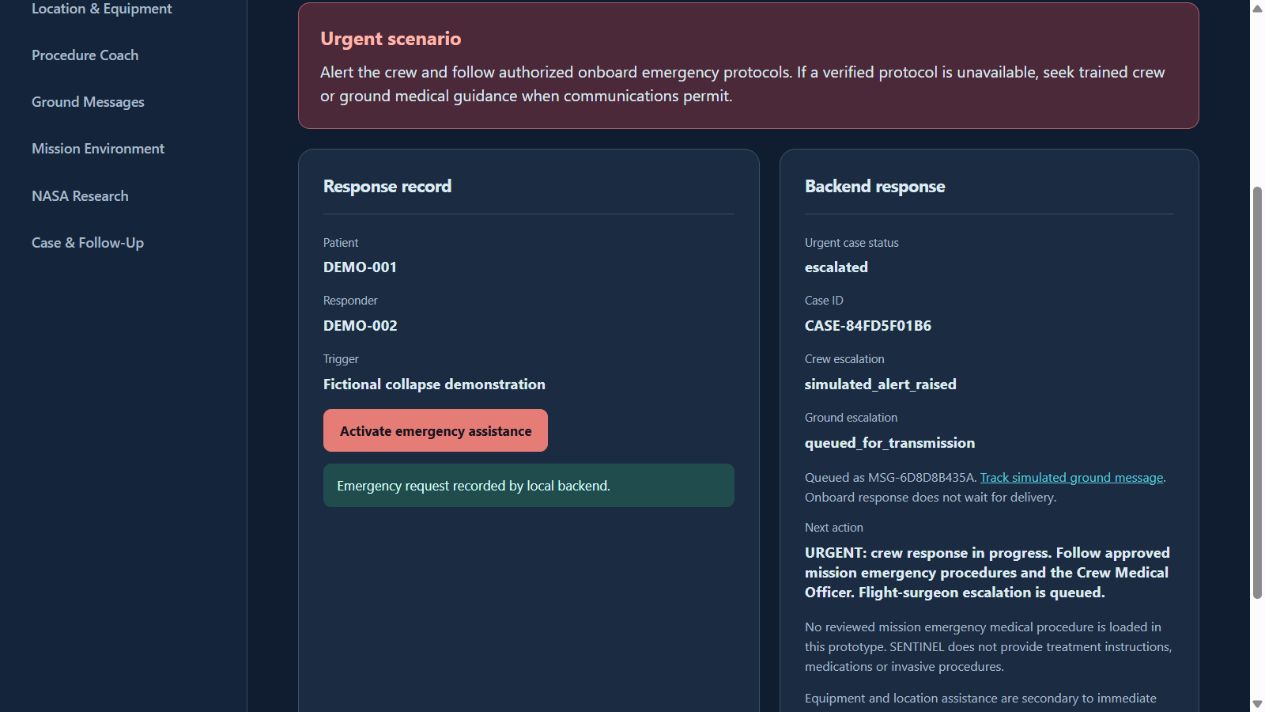 Location & Equipment
Procedure Coach
Ground Messages
Mission Environment
NASA Research
Case & Follow-Up
Urgent scenario
Alert the crew and follow authorized onboard emergency protocols. If a verified protocol is unavailable, seek trained crew
or ground medical guidance when communications permit.
Response record
Patient
DEMO-001
Responder
DEMO-002
Trigger
Fictional collapse demonstration
Activate emergency assistance
Emergency request recorded by local backend.
Backend response
Urgent case status
escalated
Case ID
CASE-84FD5F01B6
Crew escalation
simulated_alert_raised
Ground escalation
queued_for_transmission
Queued as MSG-6D8D8B435A. Track simulated ground message.
Onboard response does not wait for delivery.
Next action
URGENT: crew response in progress. Follow approved
mission emergency procedures and the Crew Medical
Officer. Flight-surgeon escalation is queued.
No reviewed mission emergency medical procedure is loaded in
this prototype. SENTINEL does not provide treatment instructions,
medications or invasive procedures.
Equipment and location assistance are secondary to immediate